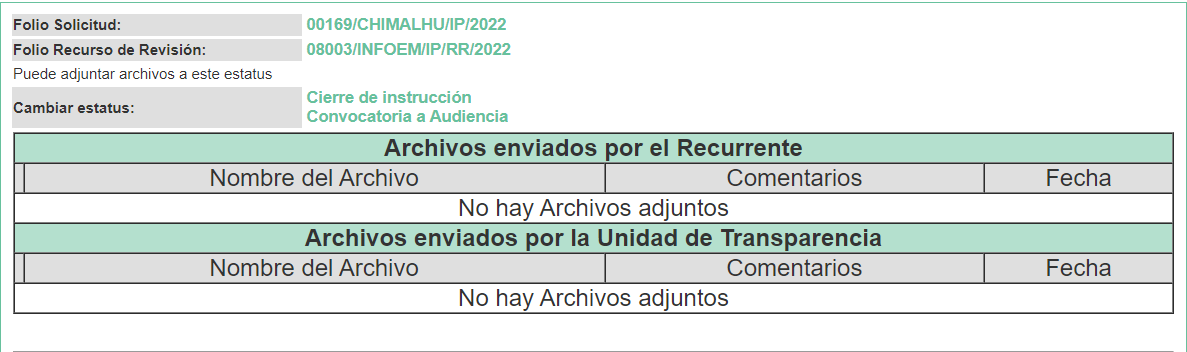 Folio Solicitud: 00169/CHIMALHU/IP/2022
Folio Recurso de Revisión: 08003/INFOEM/IP/RR/2022
Puede adjuntar archivos a este estatus
Cambiar estatus: Cierre de instrucción
Convocatoria a Audiencia
Archivos enviados por el Recurrente
Nombre del Archivo Comentarios Fecha
No hay Archivos adjuntos
Archivos enviados por la Unidad de Transparencia
Nombre del Archivo Comentarios Fecha
No hay Archivos adjuntos